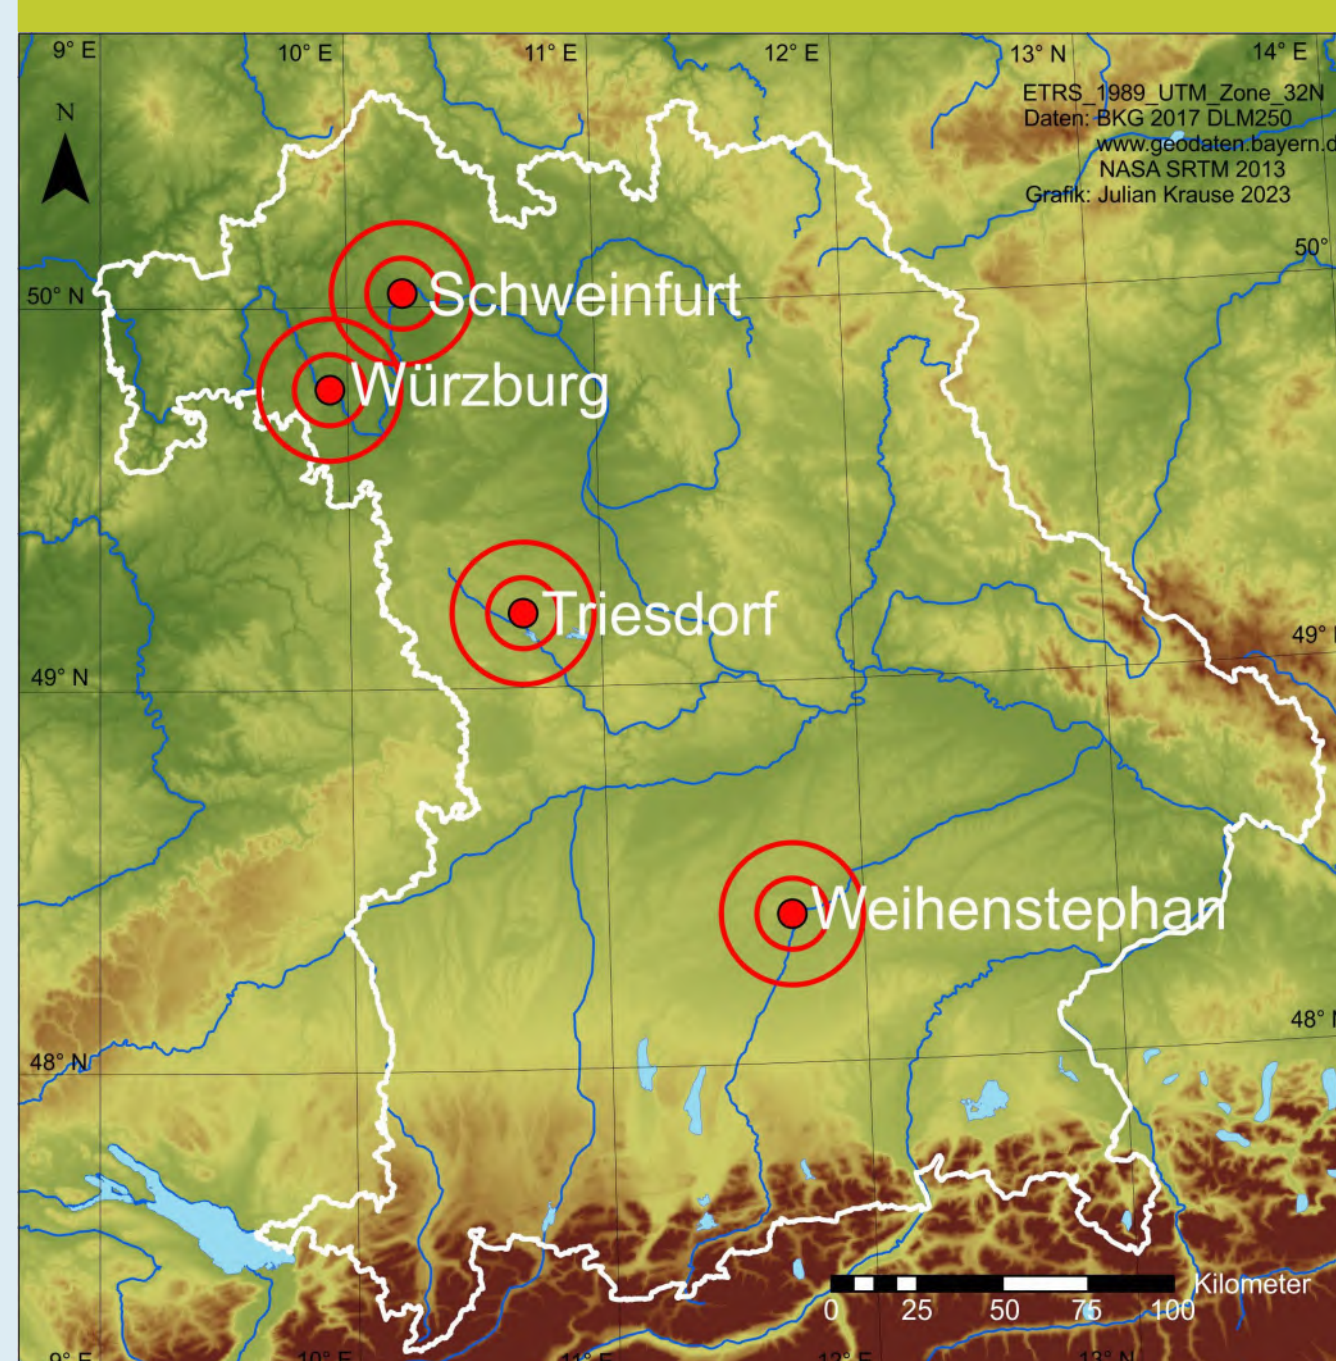 9° E 10° E 11° E 12° E 13° N 14° E
N
ETRS_1989_UTM_Zone_32N
Daten: BKG 2017 DLM250
www.geodaten.bayern.d
NASA SRTM 2013
Grafik: Julian Krause 2023
50°
50° N
Schweinfurt
Würzburg
Triesdorf
49° N
49° N
Weihenstephan
48° N
48° N
Kilometer
0 25 50 75 100
9° E 10° E 11° E 12° E 13° N